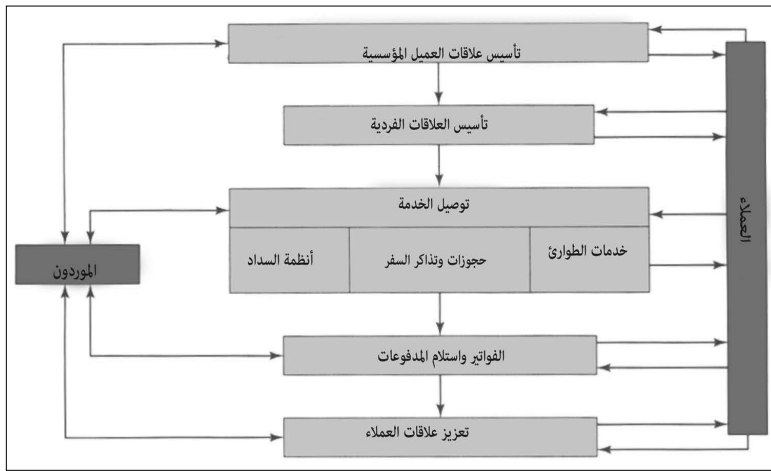 تأسيس علاقات العميل المؤسسية
تأسيس العلاقات الفردية
توصيل الخدمة
خدمات الطوارئ
حجوزات وتذاكر السفر
أنظمة السداد
الفواتير واستلام المدفوعات
تعزيز علاقات العملاء
العملاء
الموردون